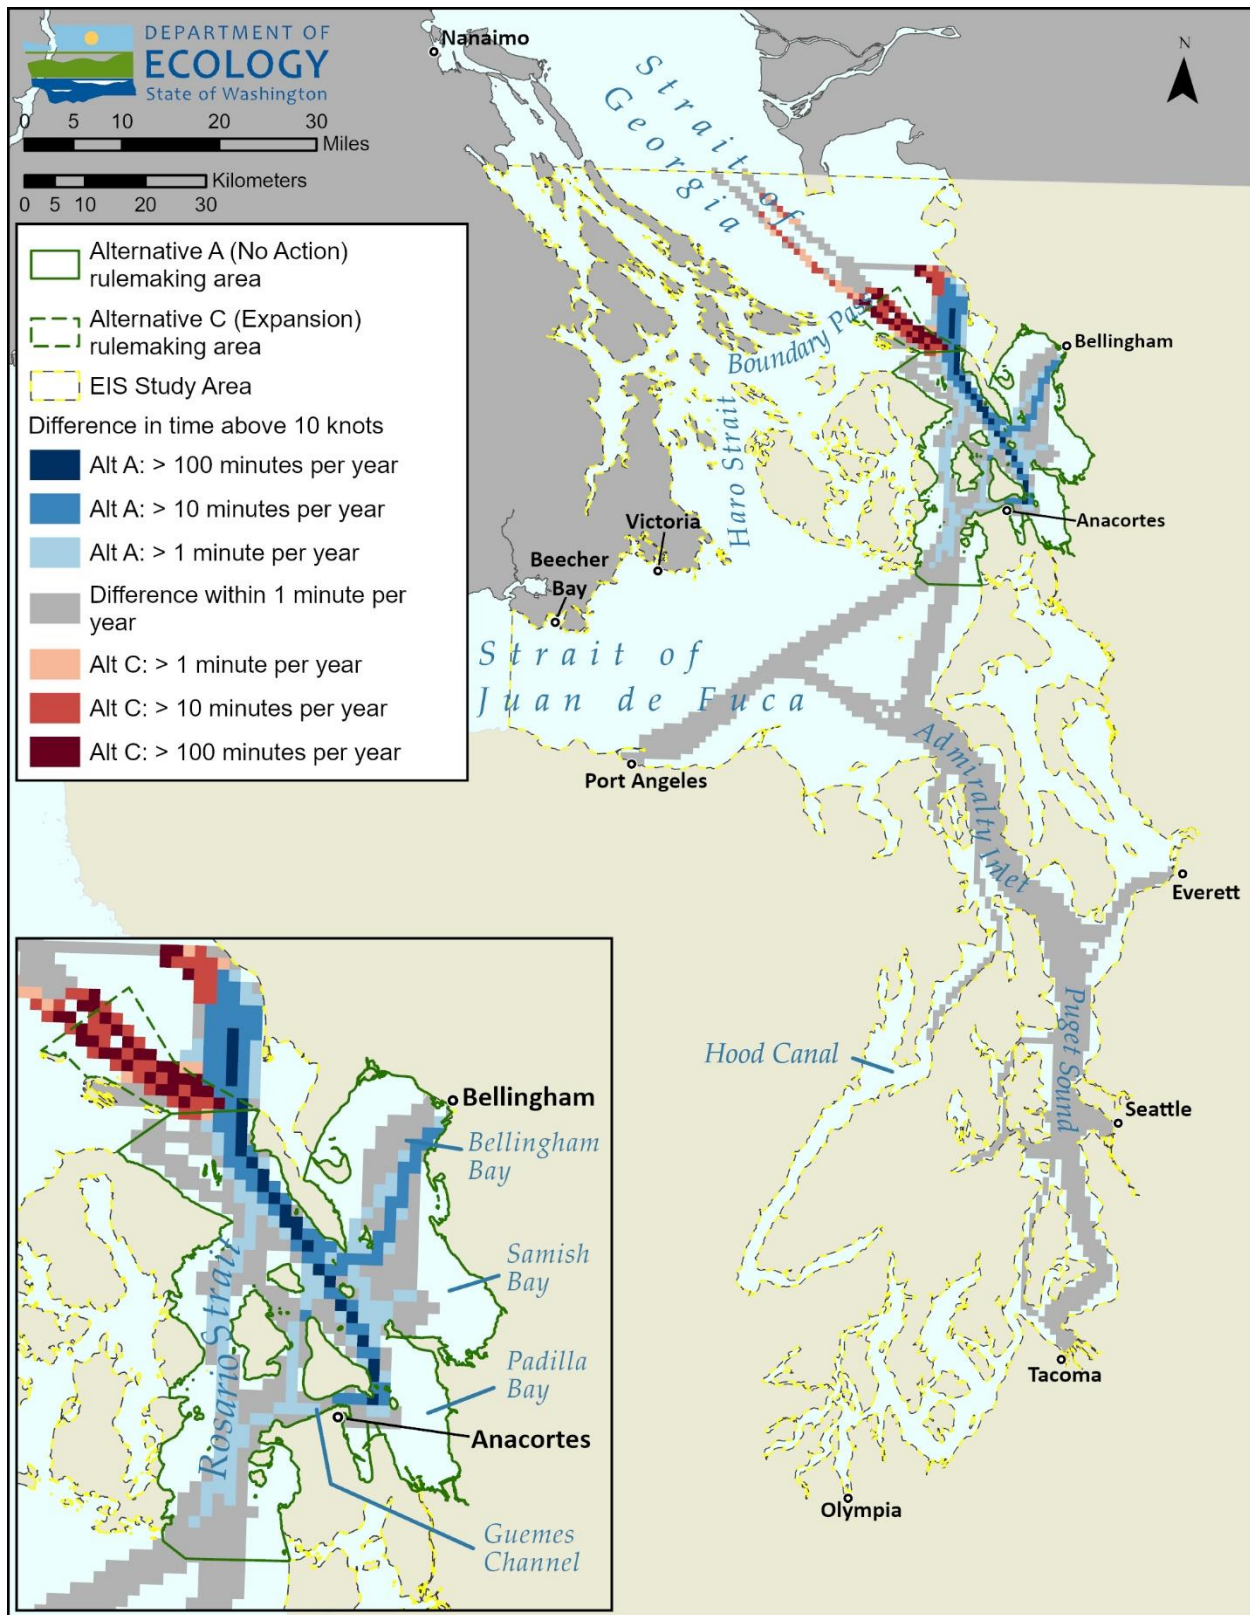 DEPARTMENT OF
ECOLOGY
State of Washington
0 5 10 20 30
Miles
Kilometers
0 5 10 20 30
Alternative A (No Action)
rulemaking area
Alternative C (Expansion)
rulemaking area
EIS Study Area
Difference in time above 10 knots
Alt A: > 100 minutes per year
Alt A: > 10 minutes per year
Alt A: > 1 minute per year
Difference within 1 minute per
year
Alt C: > 1 minute per year
Alt C: > 10 minutes per year
Alt C: > 100 minutes per year
N
Nanaimo
Strait of
Georgia
Boundary Pass
Haro Strait
Bellingham
Anacortes
Victoria
Beecher
Bay
Strait of
Juan de Fuca
Port Angeles
Admiralty Inlet
Everett
Hood Canal
Puget Sound
Seattle
Tacoma
Olympia
Bellingham
Bellingham
Bay
Samish
Bay
Padilla
Bay
Rosario Strait
Anacortes
Guemes
Channel